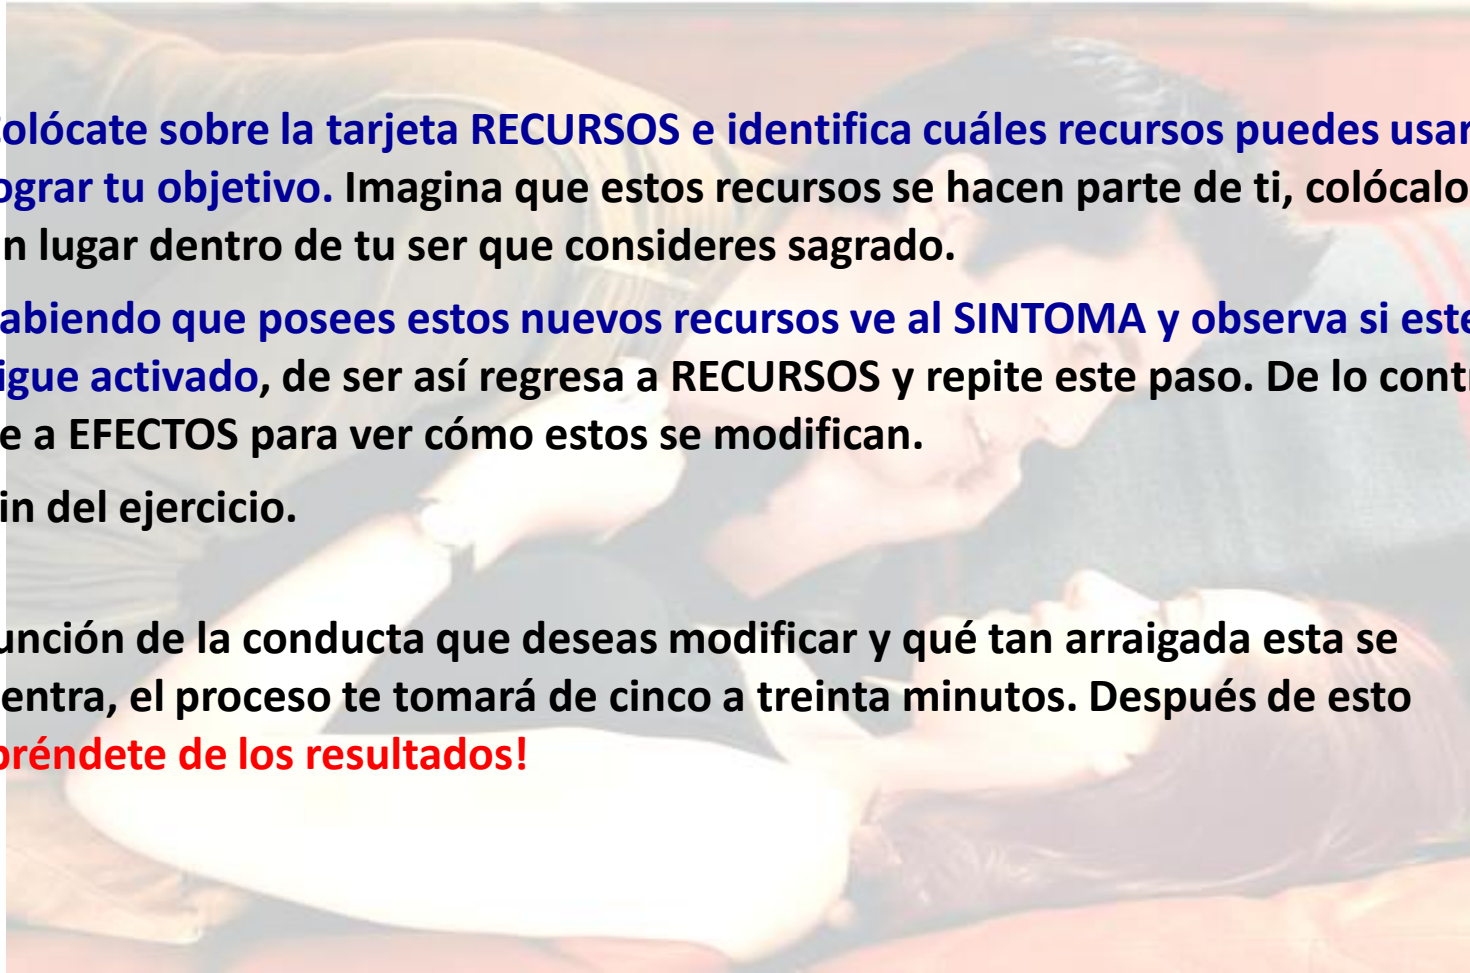 olócate sobre la tarjeta RECURSOS e identifica cuáles recursos puedes usar
ograr tu objetivo. Imagina que estos recursos se hacen parte de ti, colócalo
n lugar dentro de tu ser que consideres sagrado.
abiendo que posees estos nuevos recursos ve al SINTOMA y observa si este
igue activado, de ser así regresa a RECURSOS y repite este paso. De lo contr
e a EFECTOS para ver cómo estos se modifican.
in del ejercicio.
unción de la conducta que deseas modificar y qué tan arraigada esta se
entra, el proceso te tomará de cinco a treinta minutos. Después de esto
préndete de los resultados!